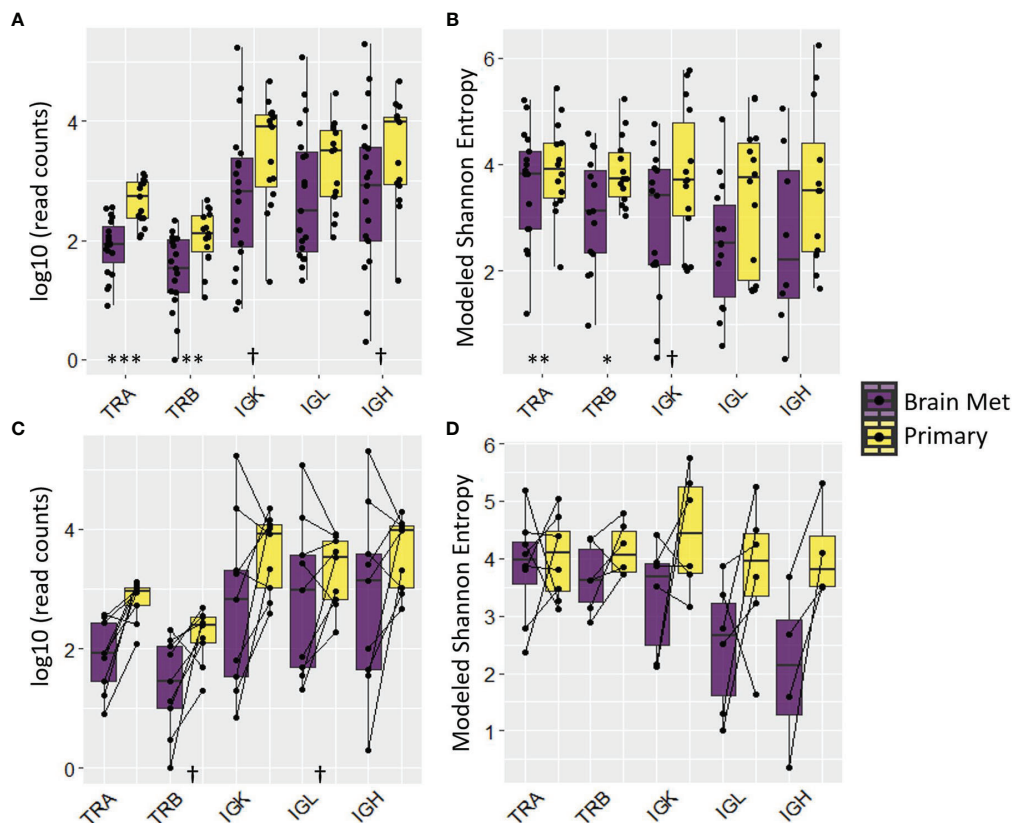 A
log10 (read counts)
4
2
0
*** ** † †
TRA TRB IGK IGL IGH
B
Modeled Shannon Entropy
6
4
2
** * †
TRA TRB IGK IGL IGH
Brain Met
Primary
C
log10 (read counts)
4
2
0
† †
TRA TRB IGK IGL IGH
D
Modeled Shannon Entropy
6
5
4
3
2
1
TRA TRB IGK IGL IGH